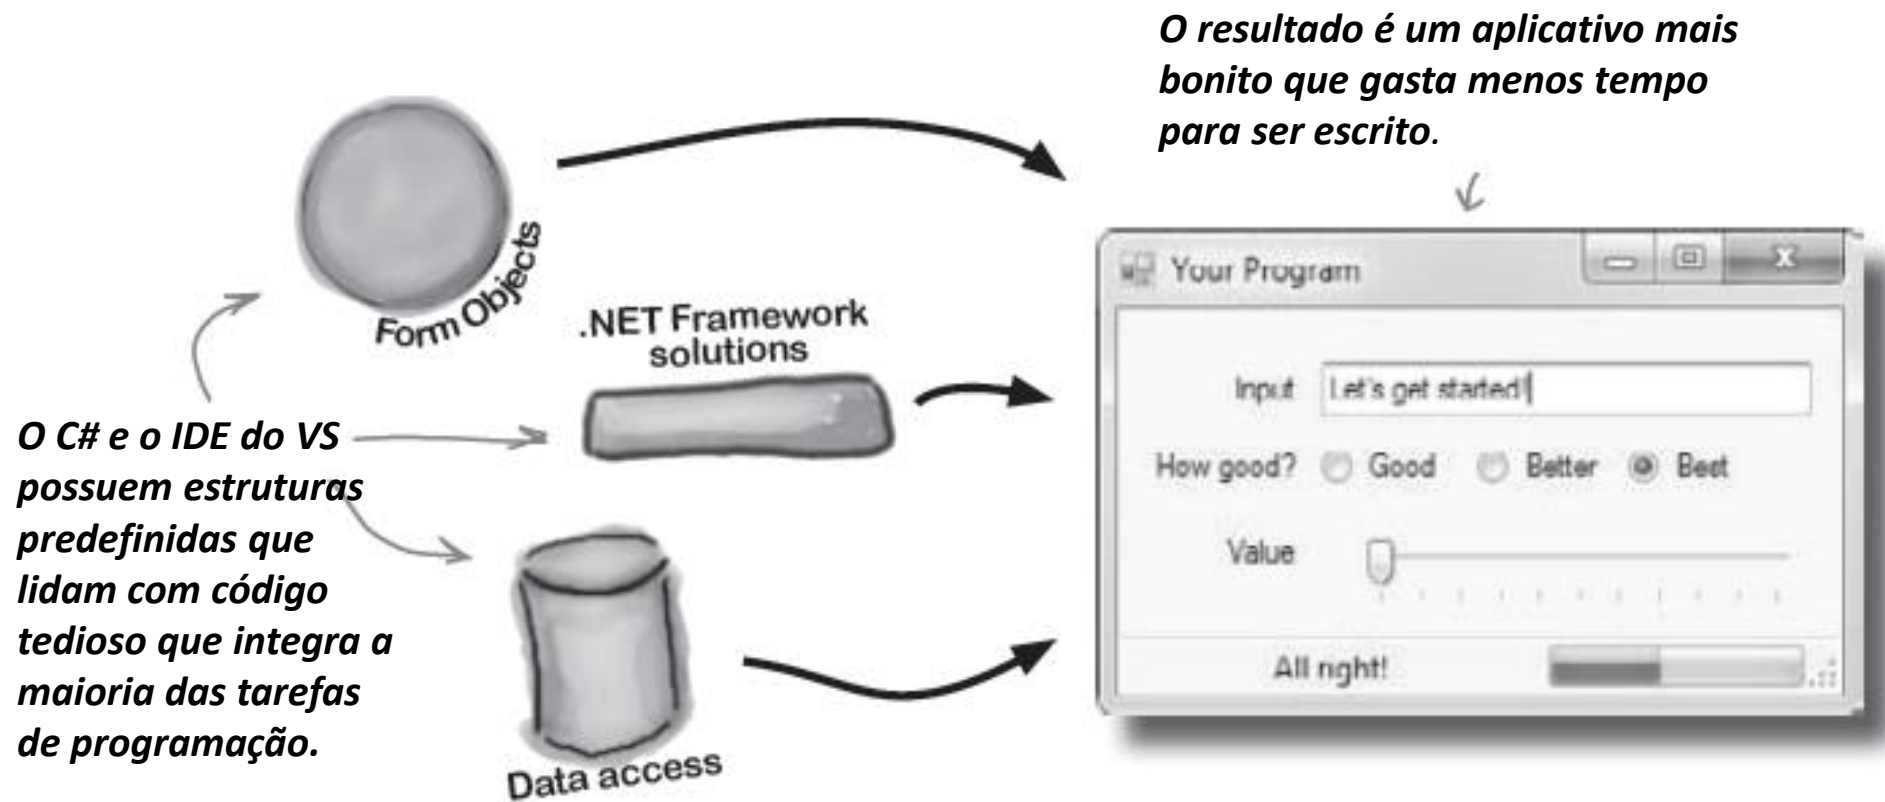 O resultado é um aplicativo mais
bonito que gasta menos tempo
para ser escrito.
Form Objects
.NET Framework
solutions
O C# e o IDE do VS
possuem estruturas
predefinidas que
lidam com código
tedioso que integra a
maioria das tarefas
de programação.
Data access
Your Program
Input Let's get started!
How good? Good Better Best
Value
All right!